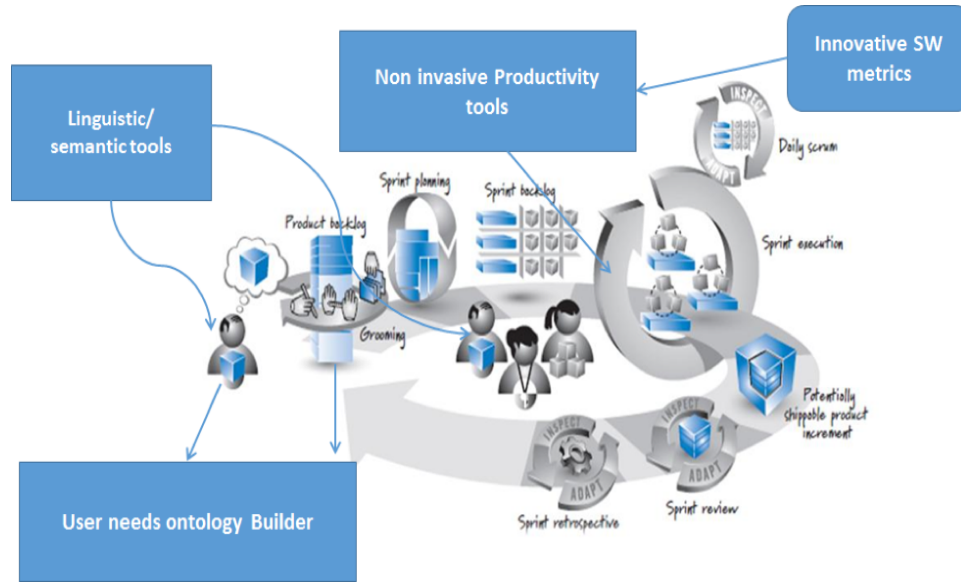 Innovative SW
metrics
Non invasive Productivity
tools
Linguistic/
semantic tools
INSPECT
ADAPT
Daily scrum
Sprint planning
Sprint backlog
Product backlog
Sprint execution
Grooming
Potentially
shippable product
increment
INSPECT
ADAPT
Sprint retrospective
INSPECT
ADAPT
Sprint review
User needs ontology Builder